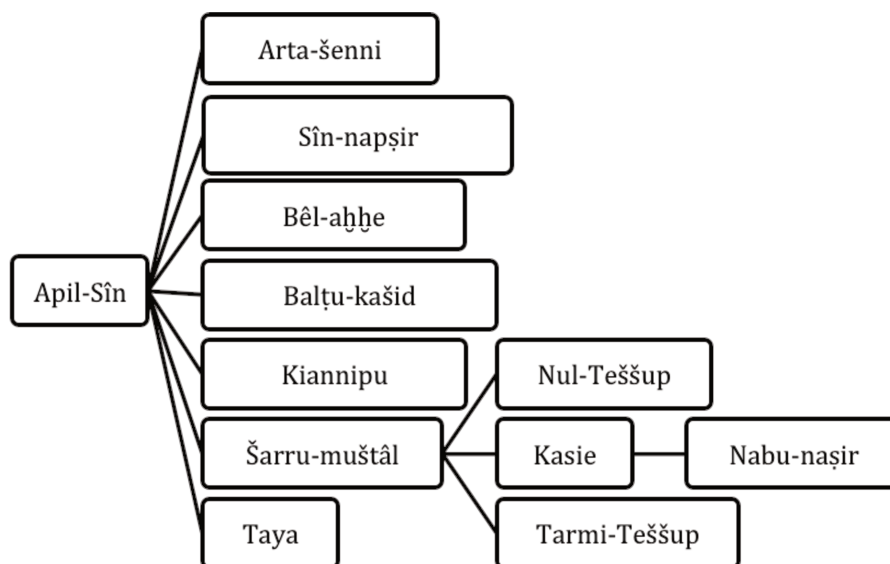 Arta-šenni
Sîn-napṣir
Bêl-aḫḫe
Apil-Sîn
Balṭu-kašid
Kiannipu
Nul-Teššup
Šarru-muštâl
Kasie
Nabu-naṣir
Taya
Tarmi-Teššup